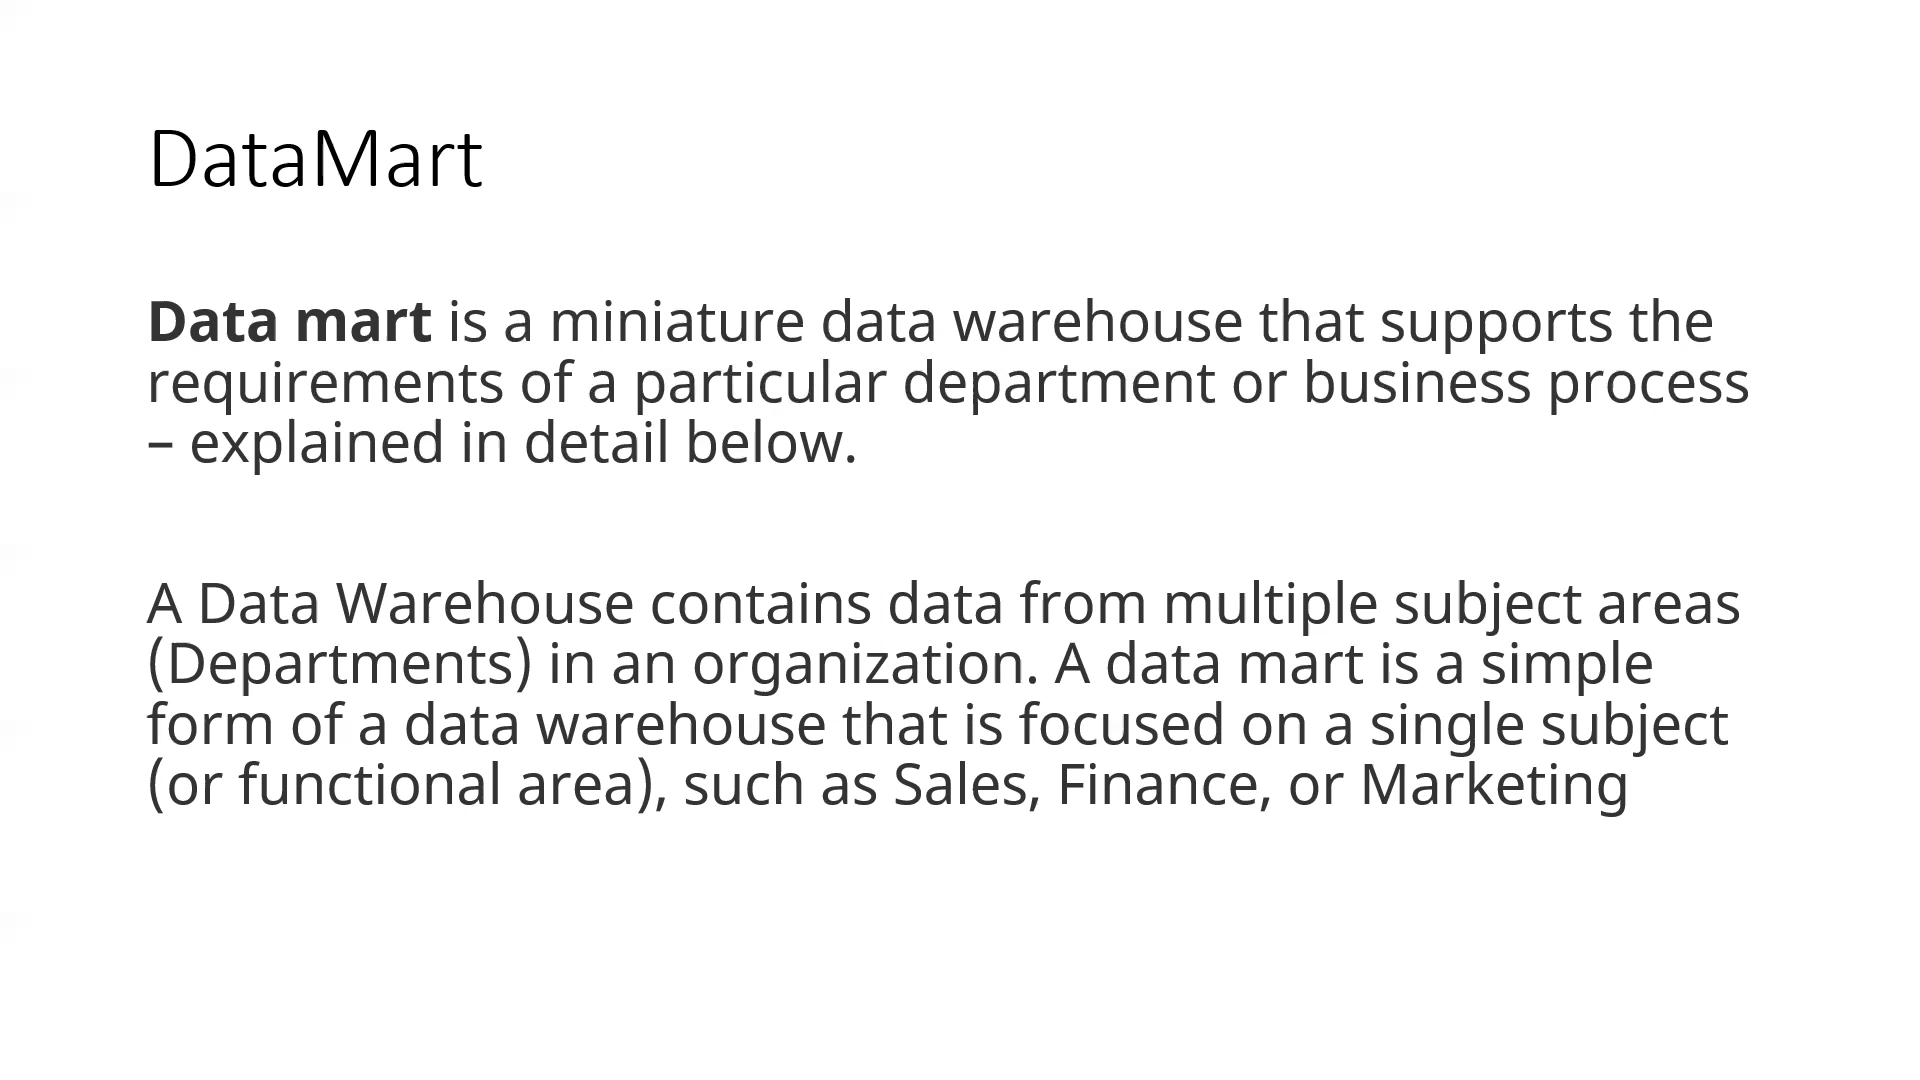 DataMart
Data mart is a miniature data warehouse that supports the
requirements of a particular department or business process
– explained in detail below.
A Data Warehouse contains data from multiple subject areas
(Departments) in an organization. A data mart is a simple
form of a data warehouse that is focused on a single subject
(or functional area), such as Sales, Finance, or Marketing